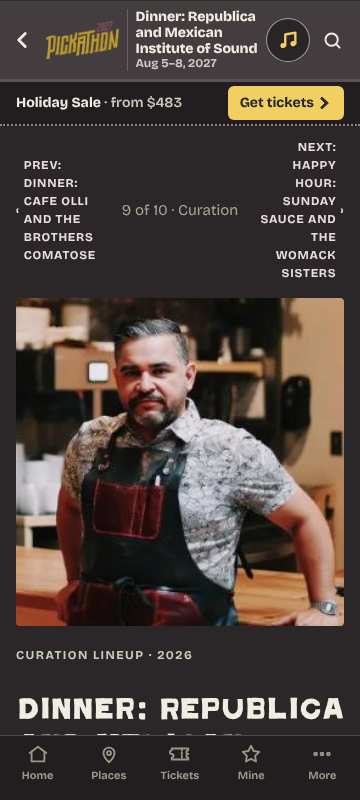 PICKATHON
Dinner: Republica
and Mexican
Institute of Sound
Aug 5–8, 2027
Holiday Sale · from $483
Get tickets
PREV:
DINNER:
CAFE OLLI
AND THE
BROTHERS
COMATOSE
9 of 10 · Curation
NEXT:
HAPPY
HOUR:
SUNDAY
SAUCE AND
THE
WOMACK
SISTERS
CURATION LINEUP · 2026
DINNER: REPUBLICA
Home
Places
Tickets
Mine
More